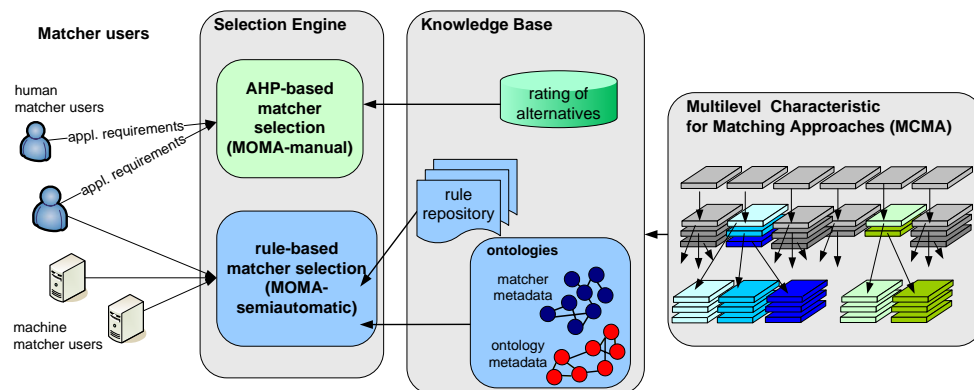 Matcher users
human
matcher users
appl. requirements
appl. requirements
machine
matcher users
Selection Engine
AHP-based
matcher
selection
(MOMA-manual)
rule-based
matcher selection
(MOMA-
semiautomatic)
Knowledge Base
rating of
alternatives
rule
repository
ontologies
matcher
metadata
ontology
metadata
Multilevel Characteristic
for Matching Approaches (MCMA)